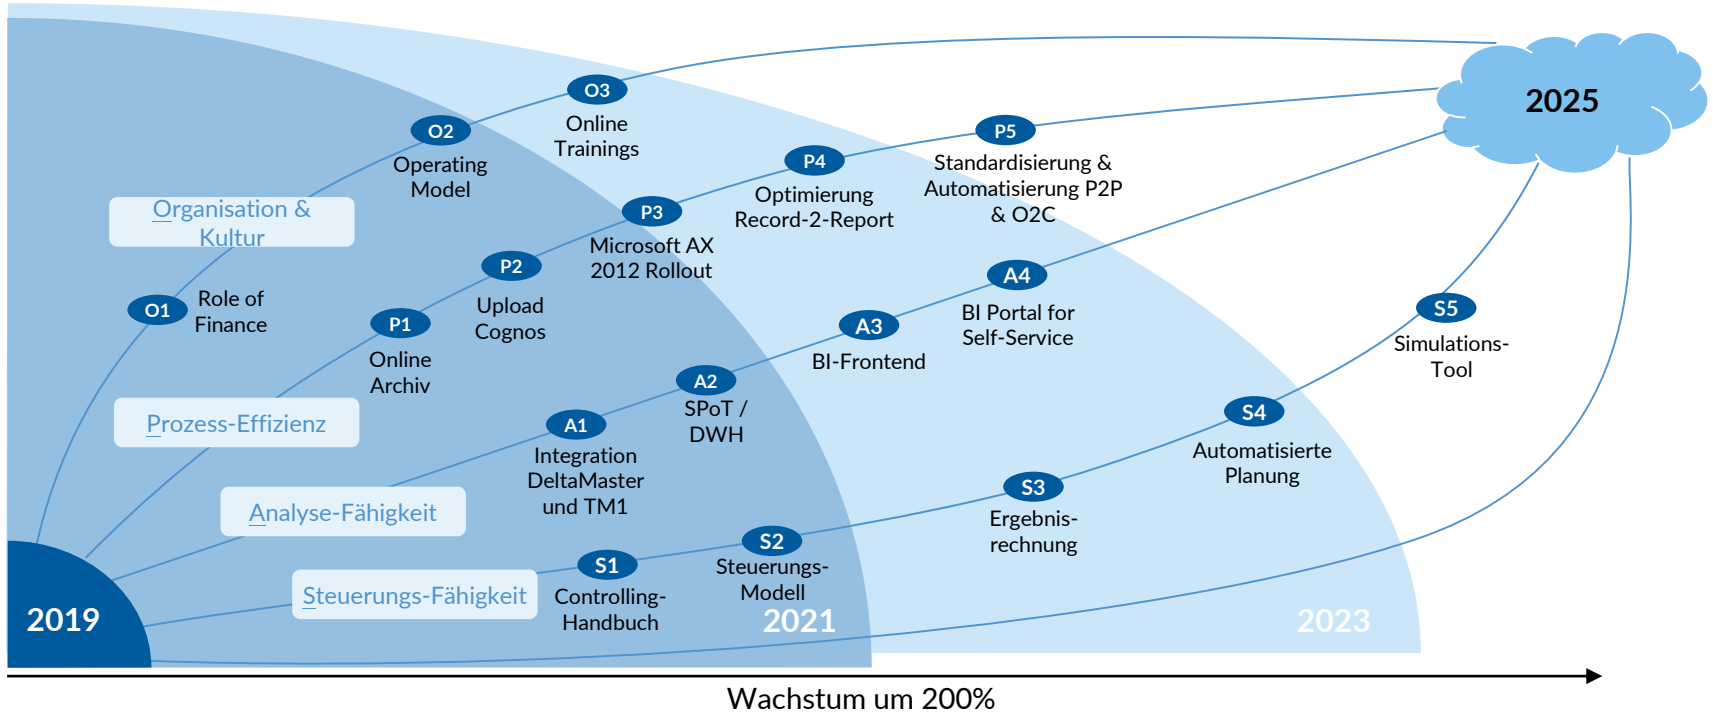 2025
O3
Online
Trainings
O2
Operating
Model
P5
Standardisierung &
Automatisierung P2P
& O2C
P4
Optimierung
Record-2-Report
Organisation &
Kultur
P3
Microsoft AX
2012 Rollout
P2
Upload
Cognos
O1
Role of
Finance
P1
Online
Archiv
A4
BI Portal for
Self-Service
A3
BI-Frontend
S5
Simulations-
Tool
A2
SPoT /
DWH
Prozess-Effizienz
A1
Integration
DeltaMaster
und TM1
S4
Automatisierte
Planung
Analyse-Fähigkeit
S3
Ergebnis-
rechnung
S2
Steuerungs-
Modell
S1
Controlling-
Handbuch
Steuerungs-Fähigkeit
2019
2021
2023
Wachstum um 200%